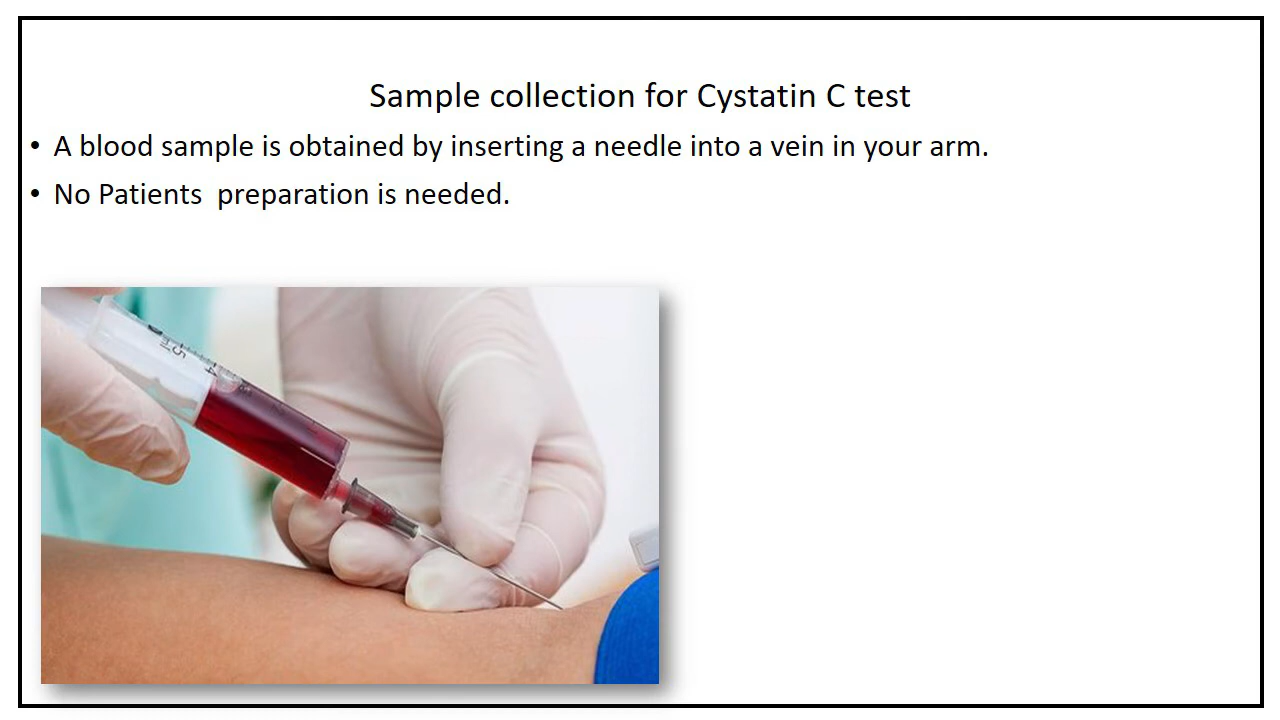 Sample collection for Cystatin C test
• A blood sample is obtained by inserting a needle into a vein in your arm.
• No Patients  preparation is needed.